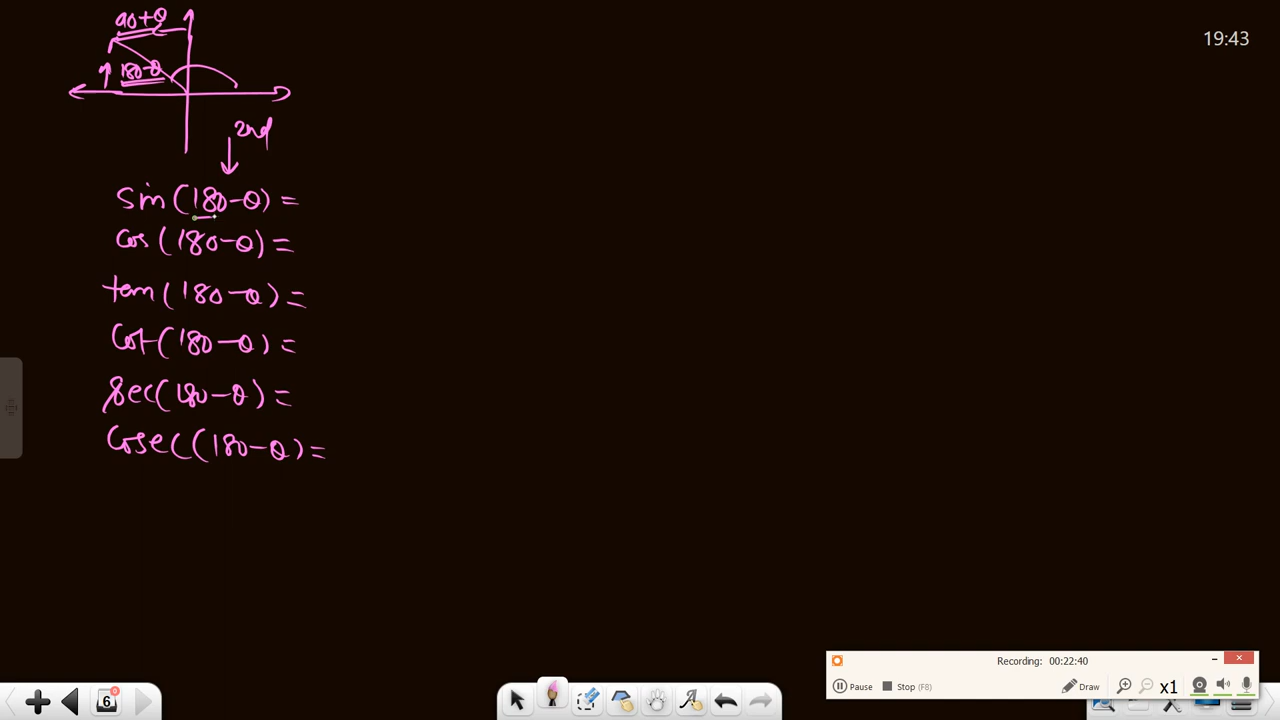 90+θ
19:43
180-θ
2nd
sin(180-θ)=
cos(180-θ)=
tan(180-θ)=
cot(180-θ)=
sec(180-θ)=
cosec((180-θ)=
Recording: 00:22:40
Pause Stop (F8) Draw x1
6 0